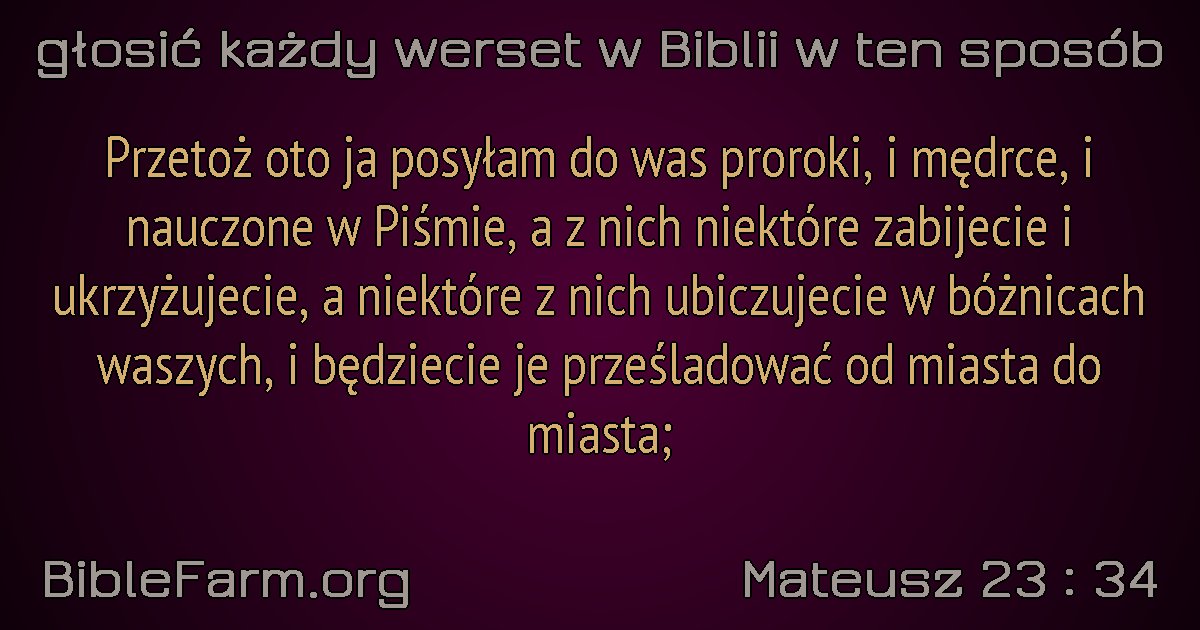 głosić każdy werset w Biblii w ten sposób
Przetoż oto ja posyłam do was proroki, i mędrce, i
nauczone w Piśmie, a z nich niektóre zabijecie i
ukrzyżujecie, a niektóre z nich ubiczujecie w bóżnicach
waszych, i będziecie je prześladować od miasta do
miasta;
BibleFarm.org
Mateusz 23 : 34